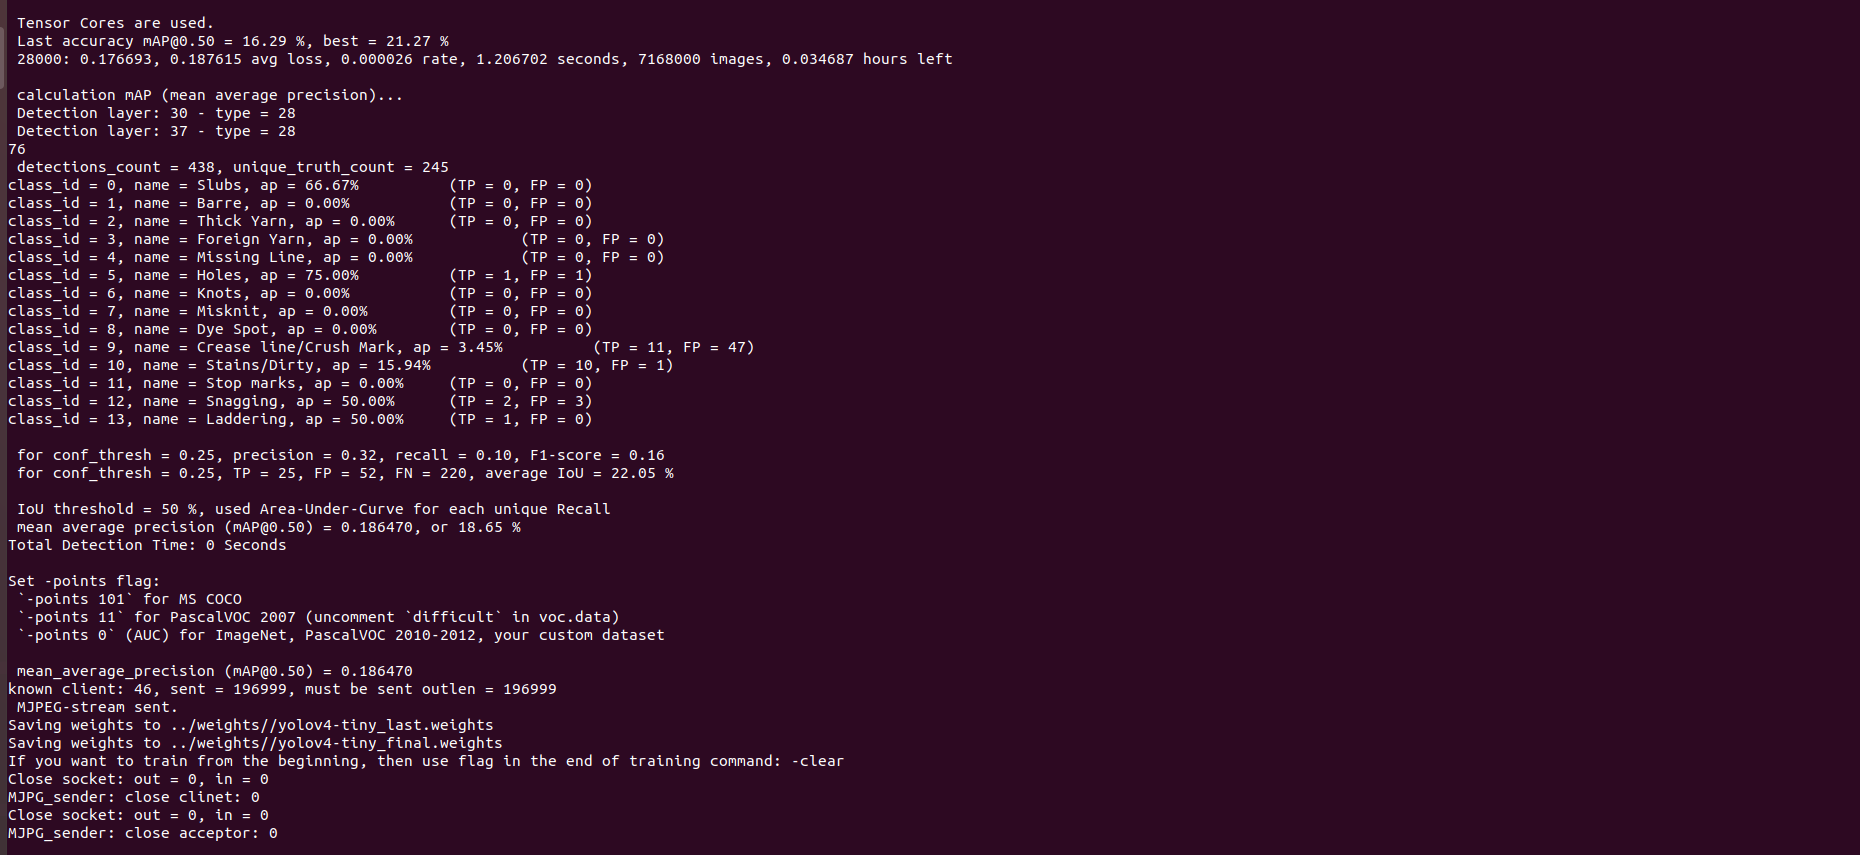 Tensor Cores are used.
Last accuracy mAP@0.50 = 16.29 %, best = 21.27 %
28000: 0.176693, 0.187615 avg loss, 0.000026 rate, 1.206702 seconds, 7168000 images, 0.034687 hours left
calculation mAP (mean average precision)...
Detection layer: 30 - type = 28
Detection layer: 37 - type = 28
76
detections_count = 438, unique_truth_count = 245
class_id = 0, name = Slubs, ap = 66.67% (TP = 0, FP = 0)
class_id = 1, name = Barre, ap = 0.00% (TP = 0, FP = 0)
class_id = 2, name = Thick Yarn, ap = 0.00% (TP = 0, FP = 0)
class_id = 3, name = Foreign Yarn, ap = 0.00% (TP = 0, FP = 0)
class_id = 4, name = Missing Line, ap = 0.00% (TP = 0, FP = 0)
class_id = 5, name = Holes, ap = 75.00% (TP = 1, FP = 1)
class_id = 6, name = Knots, ap = 0.00% (TP = 0, FP = 0)
class_id = 7, name = Misknit, ap = 0.00% (TP = 0, FP = 0)
class_id = 8, name = Dye Spot, ap = 0.00% (TP = 0, FP = 0)
class_id = 9, name = Crease line/Crush Mark, ap = 3.45% (TP = 11, FP = 47)
class_id = 10, name = Stains/Dirty, ap = 15.94% (TP = 10, FP = 1)
class_id = 11, name = Stop marks, ap = 0.00% (TP = 0, FP = 0)
class_id = 12, name = Snagging, ap = 50.00% (TP = 2, FP = 3)
class_id = 13, name = Laddering, ap = 50.00% (TP = 1, FP = 0)
for conf_thresh = 0.25, precision = 0.32, recall = 0.10, F1-score = 0.16
for conf_thresh = 0.25, TP = 25, FP = 52, FN = 220, average IoU = 22.05 %
IoU threshold = 50 %, used Area-Under-Curve for each unique Recall
mean average precision (mAP@0.50) = 0.186470, or 18.65 %
Total Detection Time: 0 Seconds
Set -points flag:
`-points 101` for MS COCO
`-points 11` for PascalVOC 2007 (uncomment `difficult` in voc.data)
`-points 0` (AUC) for ImageNet, PascalVOC 2010-2012, your custom dataset
mean_average_precision (mAP@0.50) = 0.186470
known client: 46, sent = 196999, must be sent outlen = 196999
MJPEG-stream sent.
Saving weights to ../weights//yolov4-tiny_last.weights
Saving weights to ../weights//yolov4-tiny_final.weights
If you want to train from the beginning, then use flag in the end of training command: -clear
Close socket: out = 0, in = 0
MJPG_sender: close clinet: 0
Close socket: out = 0, in = 0
MJPG_sender: close acceptor: 0